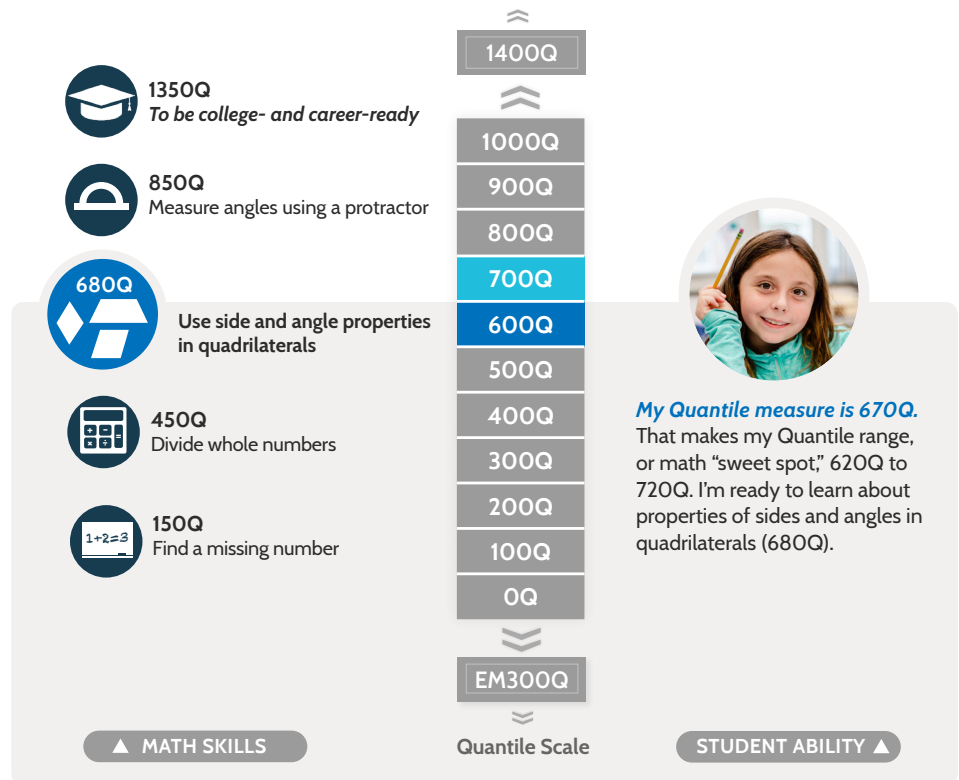 1400Q
1350Q
To be college- and career-ready
1000Q
900Q
850Q
Measure angles using a protractor
800Q
700Q
680Q
Use side and angle properties
in quadrilaterals
600Q
500Q
450Q
Divide whole numbers
400Q
300Q
200Q
150Q
1+2=3
Find a missing number
100Q
0Q
EM300Q
My Quantile measure is 670Q.
That makes my Quantile range,
or math “sweet spot,” 620Q to
720Q. I’m ready to learn about
properties of sides and angles in
quadrilaterals (680Q).
MATH SKILLS
Quantile Scale
STUDENT ABILITY